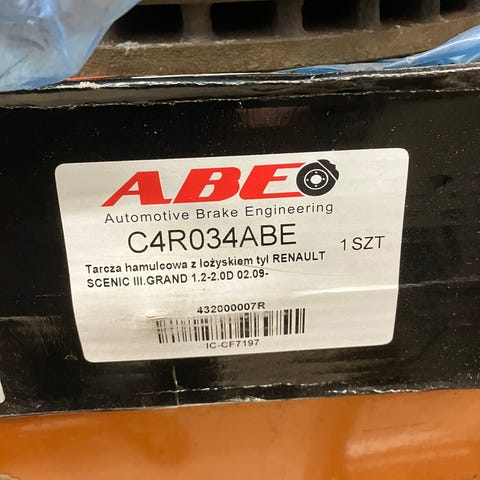 ABE
Automotive Brake Engineering
C4R034ABE 1 SZT
Tarcza hamulcowa z łożyskiem tył RENAULT
SCENIC III.GRAND 1.2-2.0D 02.09-
432000007R
IC-CF7197